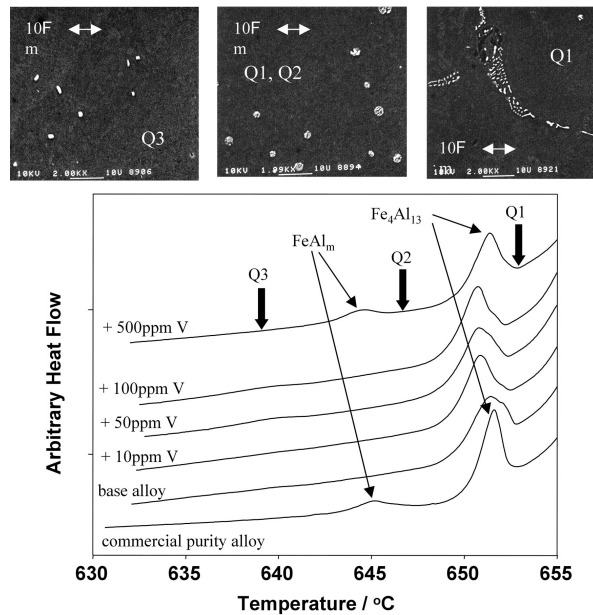 10F
m
Q3
10KV 2.00KX 10U 8906
10F
m
Q1, Q2
10KV 1.99KX 10U 8894
Q1
10F
m
10KV 2.00KX 10U 8921
Fe4Al13
Q1
FeAlm
Q2
Q3
+ 500ppm V
+ 100ppm V
+ 50ppm V
+ 10ppm V
base alloy
commercial purity alloy
Arbitrary Heat Flow
630 635 640 645 650 655
Temperature / ºC